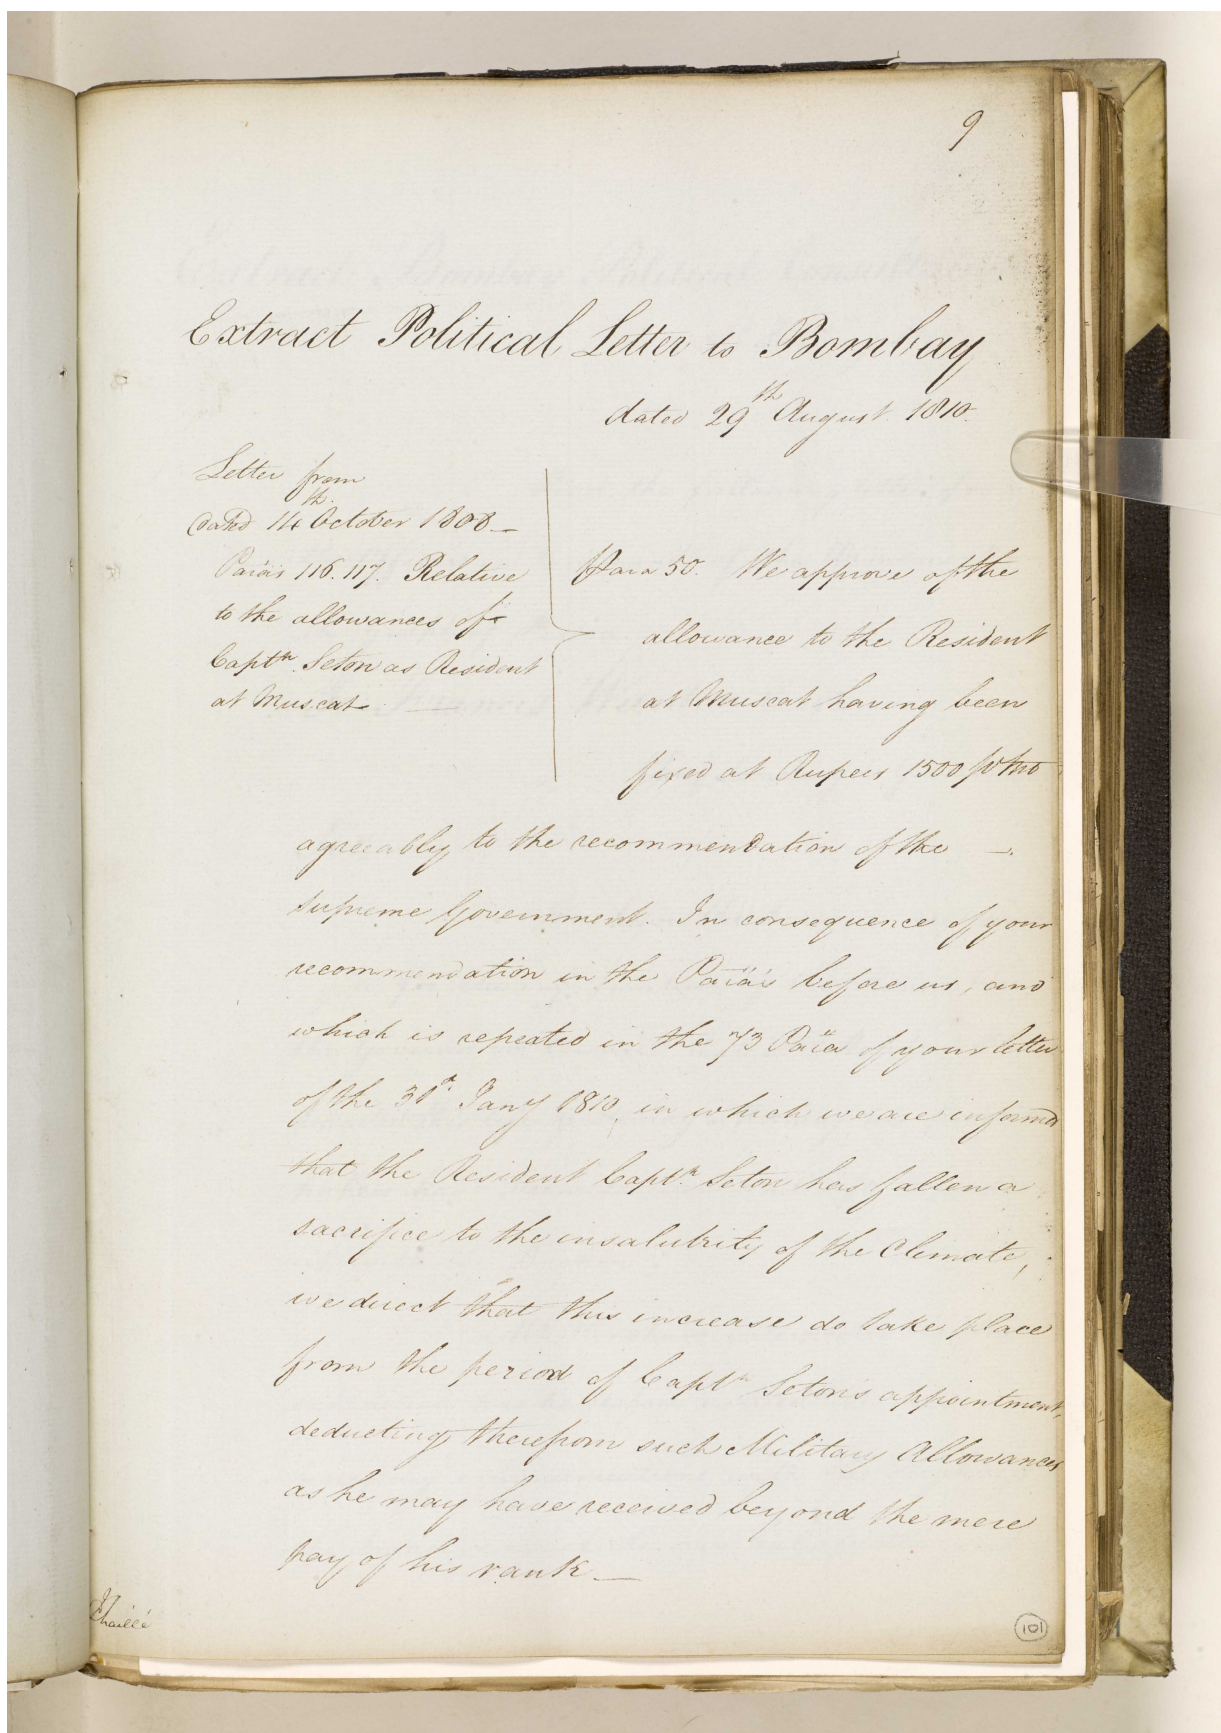 9
Extract Political Letter to Bombay
dated 29th August 1810.
Letter from
dated 14th October 1808 —
Para's 116. 117. Relative
to the allowances of
Captn. Seton as Resident
at Muscat
Para 50. We approve of the
allowance to the Resident
at Muscat having been
fixed at Rupees 1500
agreeably to the recommendation of the —
supreme Government. In consequence of your
recommendation in the Para's before us, and
which is repeated in the 73 Para of your letter
of the 31st. Jany 1810, in which we are informd
that the Resident Captn. Seton has fallen a
sacrifice to the insalubrity of the Climate,
we direct that this increase do take place
from the period of Captn Seton's appointment,
deducting therefrom such Military Allowances
as he may have received beyond the mere
pay of his rank —
101